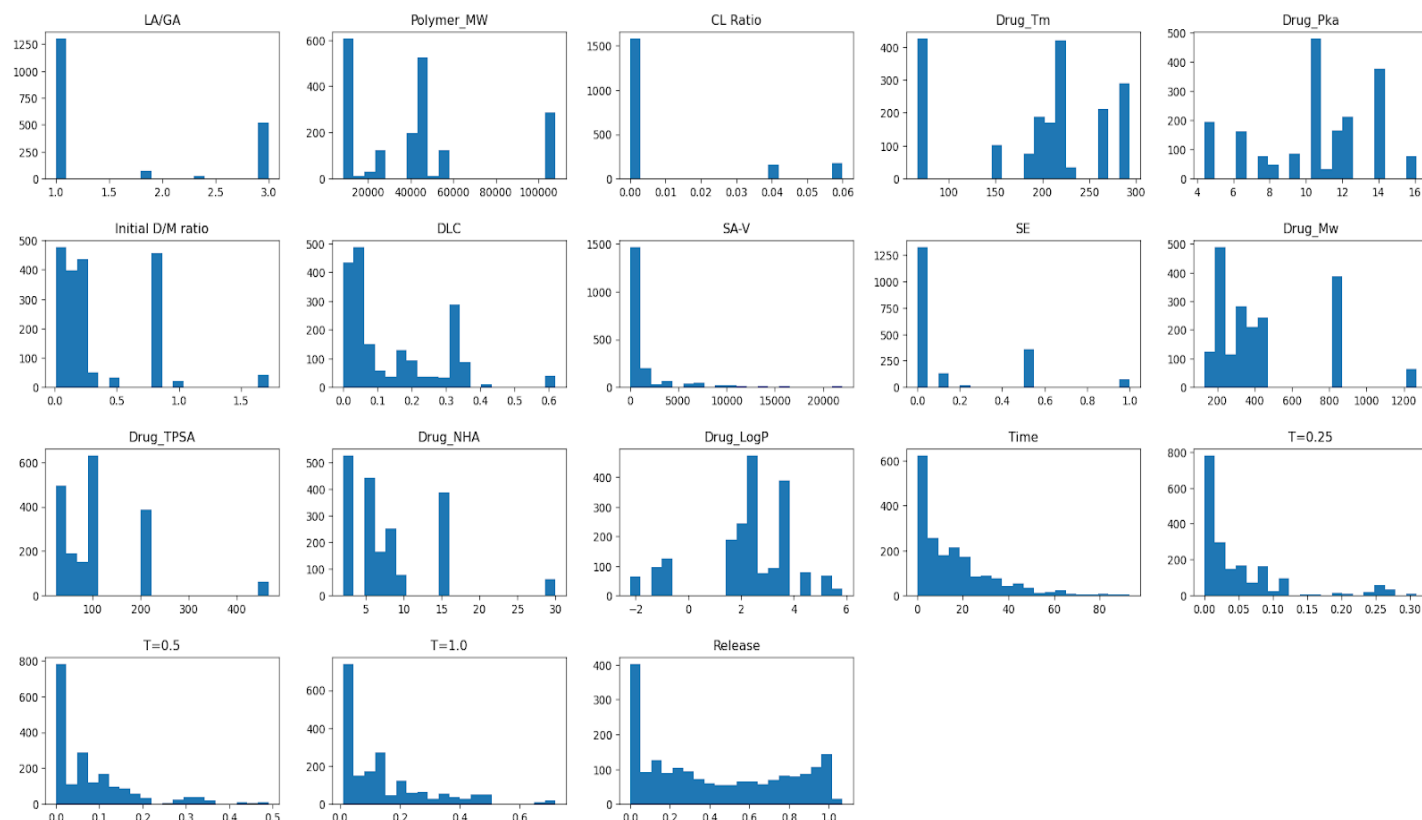 LA/GA
1250
1000
750
500
250
0
1.0 1.5 2.0 2.5 3.0
Polymer_MW
600
400
200
0
20000 40000 60000 80000 100000
CL Ratio
1500
1000
500
0
0.00 0.01 0.02 0.03 0.04 0.05 0.06
Drug_Tm
400
300
200
100
0
100 150 200 250 300
Drug_Pka
500
400
300
200
100
0
4 6 8 10 12 14 16
Initial D/M ratio
500
400
300
200
100
0
0.0 0.5 1.0 1.5
DLC
500
400
300
200
100
0
0.0 0.1 0.2 0.3 0.4 0.5 0.6
SA-V
1500
1000
500
0
0 5000 10000 15000 20000
SE
1250
1000
750
500
250
0
0.0 0.2 0.4 0.6 0.8 1.0
Drug_Mw
500
400
300
200
100
0
200 400 600 800 1000 1200
Drug_TPSA
600
400
200
0
100 200 300 400
Drug_NHA
500
400
300
200
100
0
5 10 15 20 25 30
Drug_LogP
400
300
200
100
0
−2 0 2 4 6
Time
600
400
200
0
0 20 40 60 80
T=0.25
800
600
400
200
0
0.00 0.05 0.10 0.15 0.20 0.25 0.30
T=0.5
800
600
400
200
0
0.0 0.1 0.2 0.3 0.4 0.5
T=1.0
600
400
200
0
0.0 0.2 0.4 0.6
Release
400
300
200
100
0
0.0 0.2 0.4 0.6 0.8 1.0